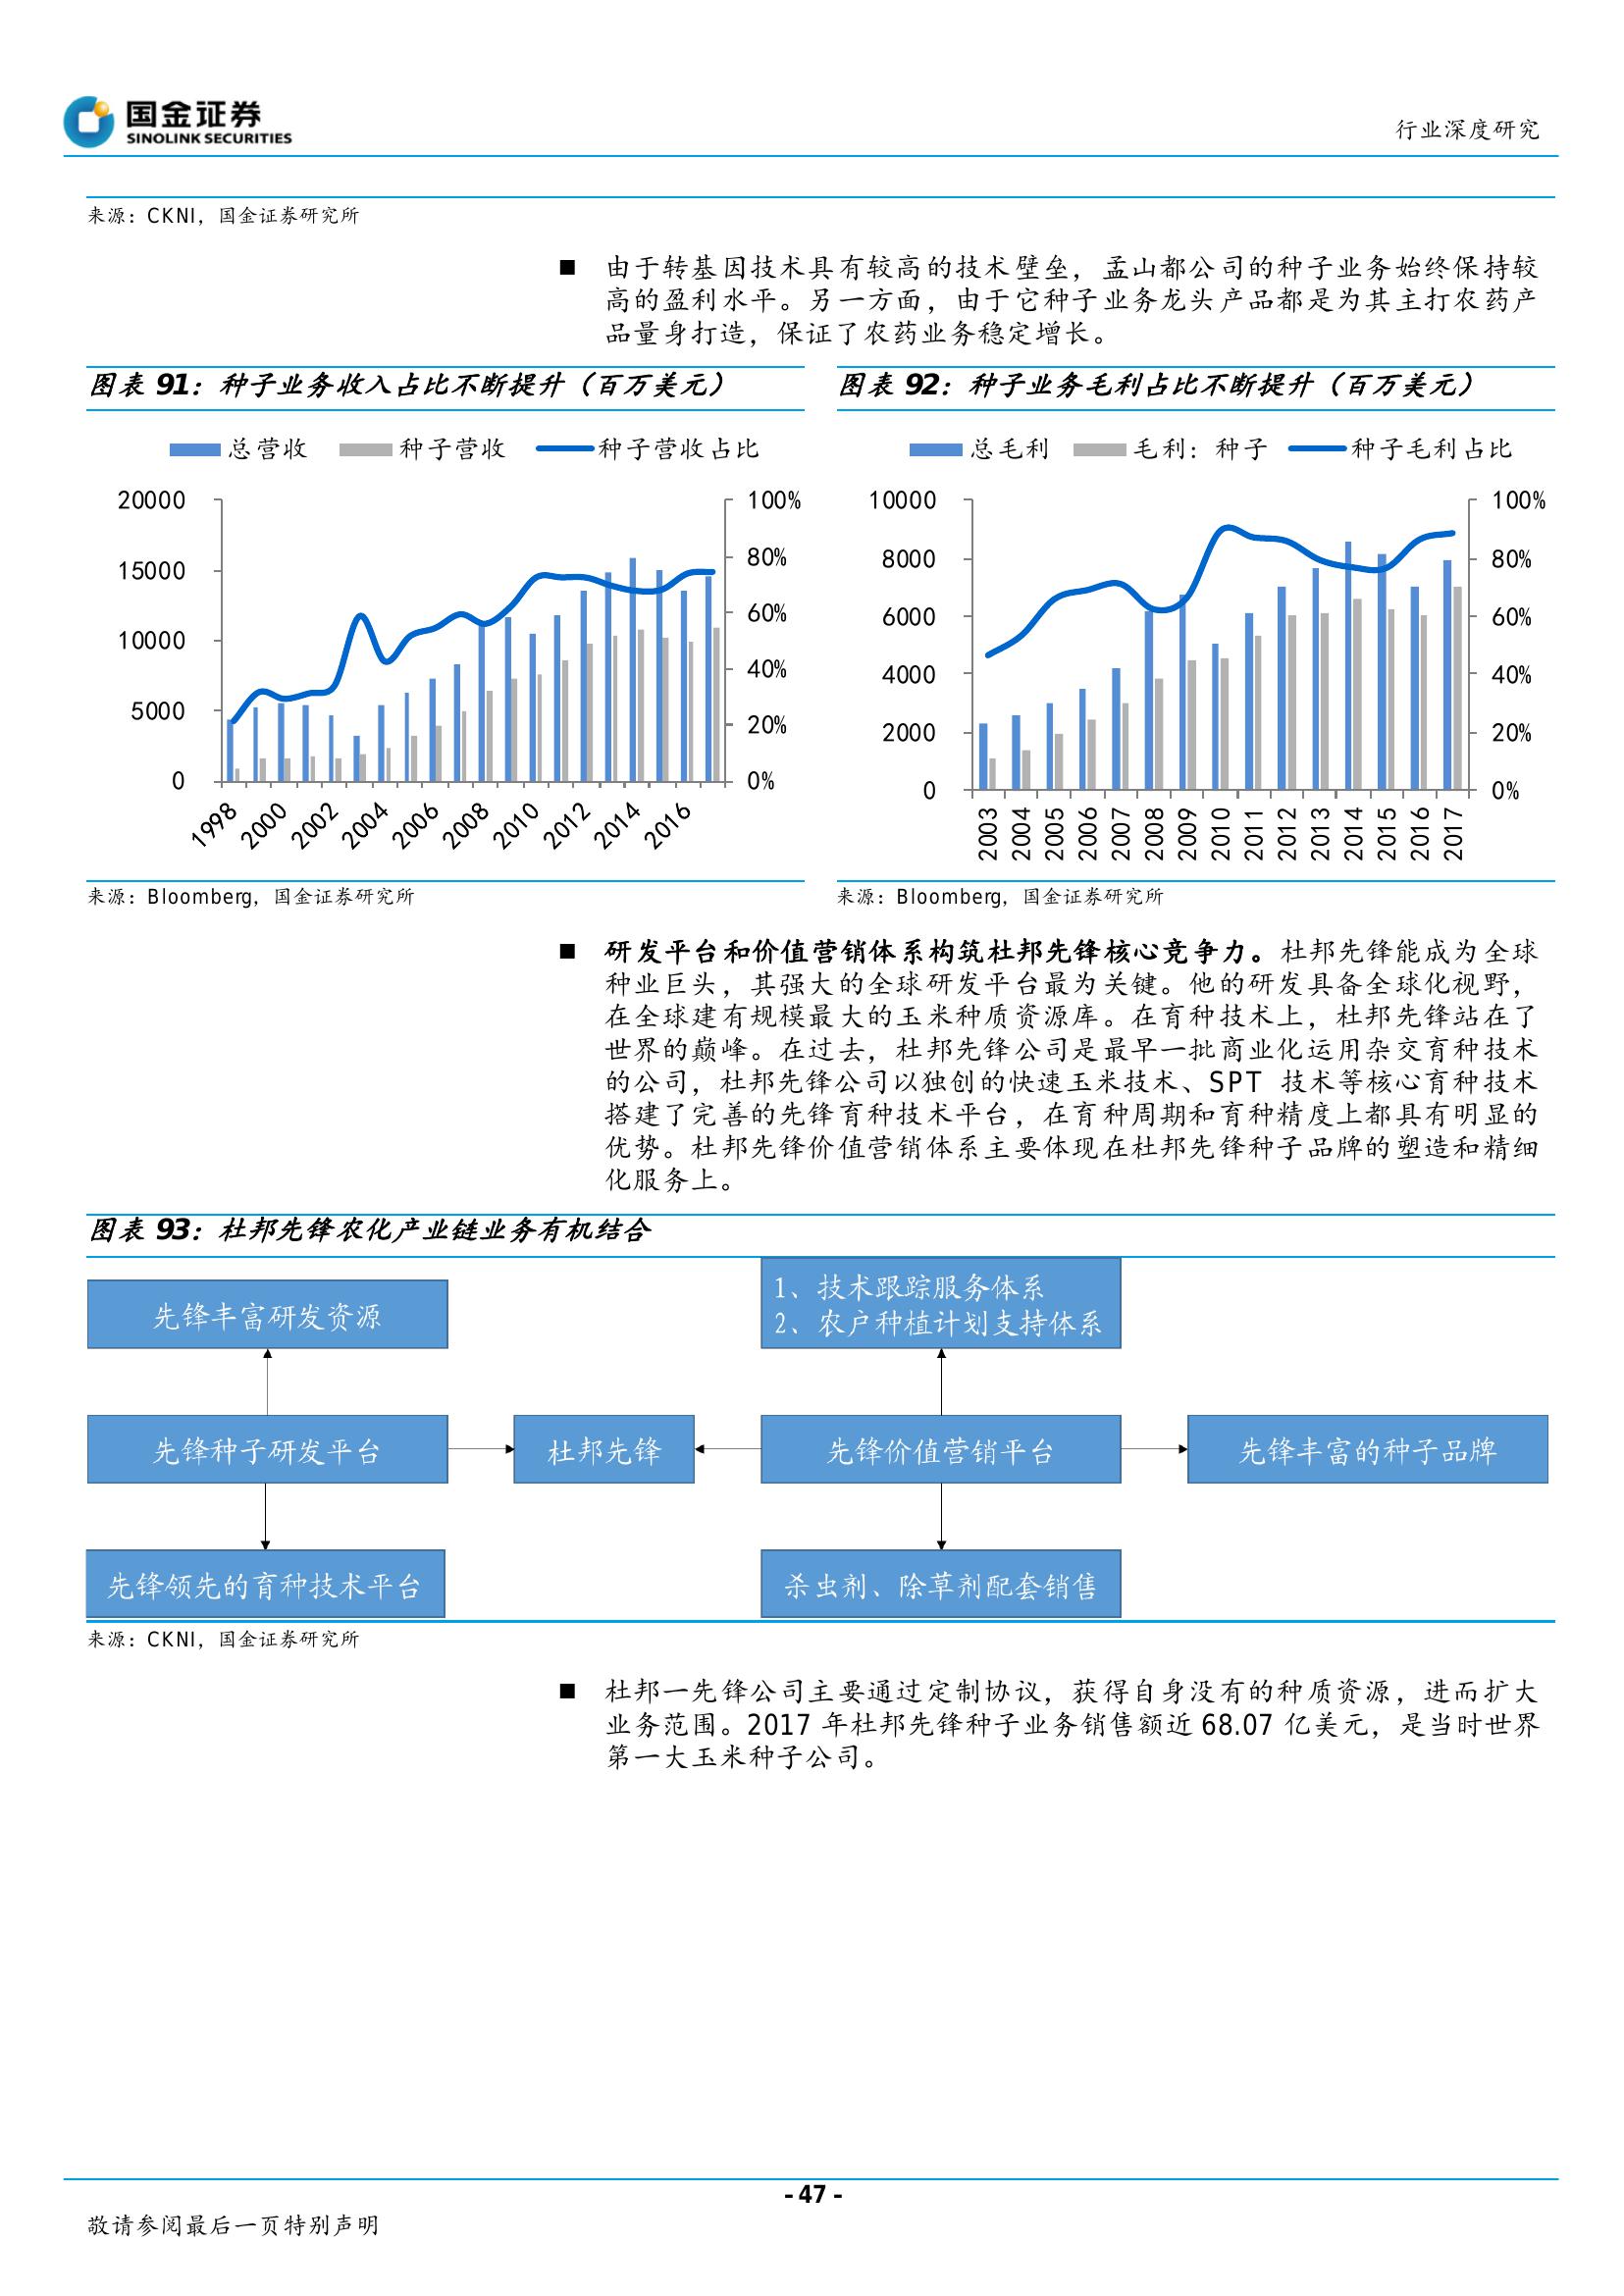 国金证券
SINOLINK SECURITIES
行业深度研究
来源：CKNI，国金证券研究所
■ 由于转基因技术具有较高的技术壁垒，孟山都公司的种子业务始终保持较
高的盈利水平。另一方面，由于它种子业务龙头产品都是为其主打农药产
品量身打造，保证了农药业务稳定增长。
图表 91：种子业务收入占比不断提升（百万美元）
总营收 种子营收 种子营收占比
20000
15000
10000
5000
0
100%
80%
60%
40%
20%
0%
1998 2000 2002 2004 2006 2008 2010 2012 2014 2016
来源：Bloomberg，国金证券研究所
图表 92：种子业务毛利占比不断提升（百万美元）
总毛利 毛利：种子 种子毛利占比
10000
8000
6000
4000
2000
0
100%
80%
60%
40%
20%
0%
2003 2004 2005 2006 2007 2008 2009 2010 2011 2012 2013 2014 2015 2016 2017
来源：Bloomberg，国金证券研究所
■ 研发平台和价值营销体系构筑杜邦先锋核心竞争力。杜邦先锋能成为全球
种业巨头，其强大的全球研发平台最为关键。他的研发具备全球化视野，
在全球建有规模最大的玉米种质资源库。在育种技术上，杜邦先锋站在了
世界的巅峰。在过去，杜邦先锋公司是最早一批商业化运用杂交育种技术
的公司，杜邦先锋公司以独创的快速玉米技术、SPT 技术等核心育种技术
搭建了完善的先锋育种技术平台，在育种周期和育种精度上都具有明显的
优势。杜邦先锋价值营销体系主要体现在杜邦先锋种子品牌的塑造和精细
化服务上。
图表 93：杜邦先锋农化产业链业务有机结合
先锋丰富研发资源
1、技术跟踪服务体系
2、农户种植计划支持体系
先锋种子研发平台
杜邦先锋
先锋价值营销平台
先锋丰富的种子品牌
先锋领先的育种技术平台
杀虫剂、除草剂配套销售
来源：CKNI，国金证券研究所
■ 杜邦一先锋公司主要通过定制协议，获得自身没有的种质资源，进而扩大
业务范围。2017 年杜邦先锋种子业务销售额近 68.07 亿美元，是当时世界
第一大玉米种子公司。
- 47 -
敬请参阅最后一页特别声明